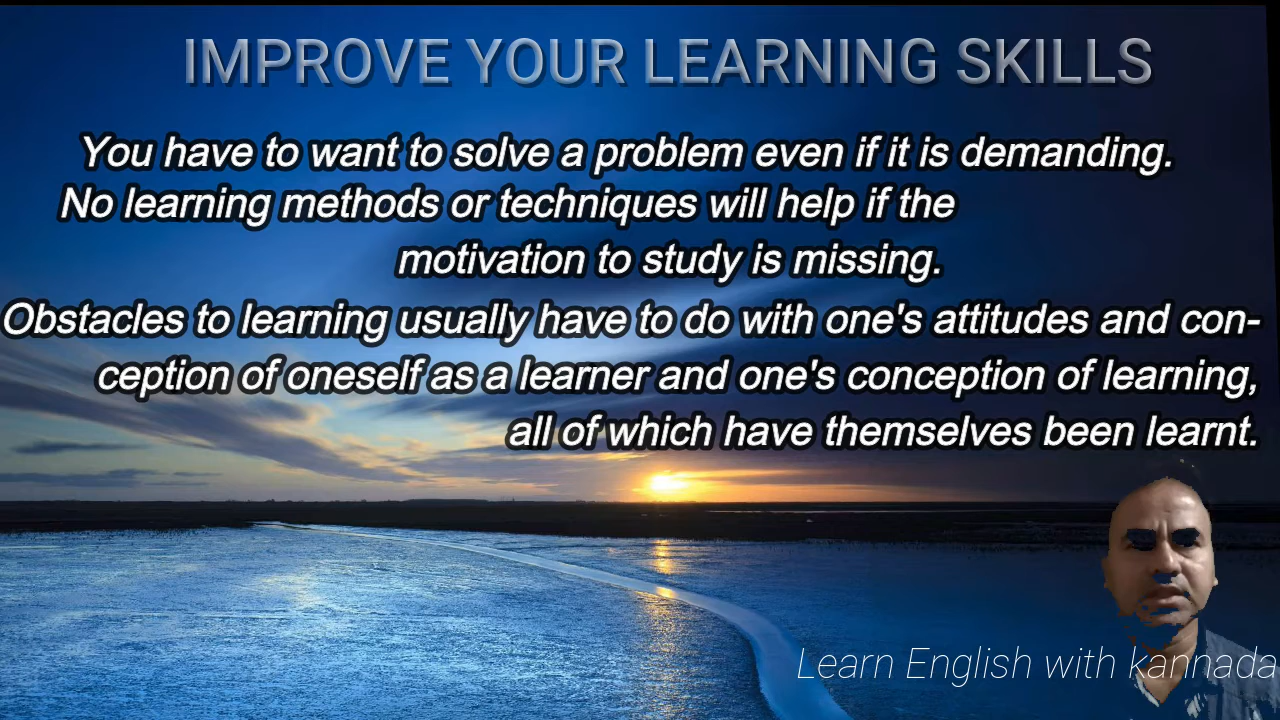 IMPROVE YOUR LEARNING SKILLS
You have to want to solve a problem even if it is demanding.
No learning methods or techniques will help if the
motivation to study is missing.
Obstacles to learning usually have to do with one's attitudes and con-
ception of oneself as a learner and one's conception of learning,
all of which have themselves been learnt.
Learn English with kannada